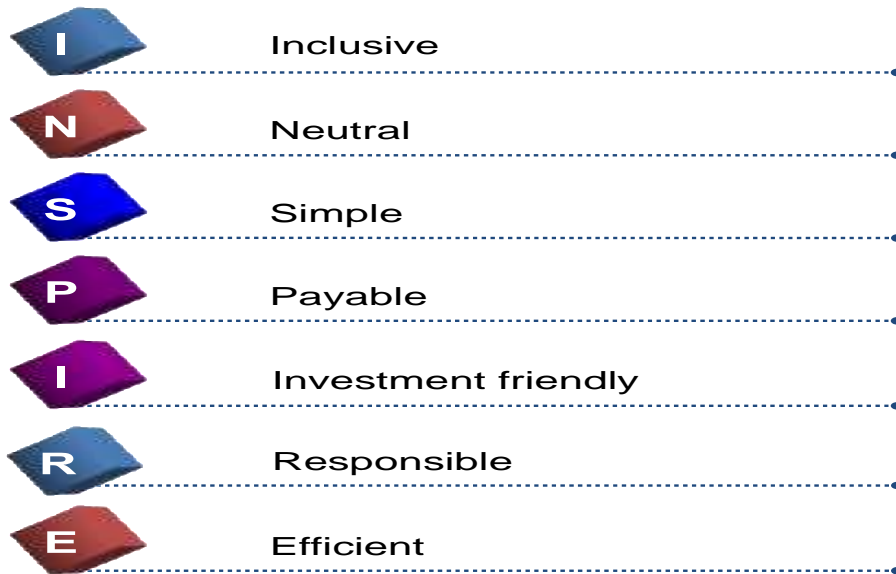 I Inclusive
N Neutral
S Simple
P Payable
I Investment friendly
R Responsible
E Efficient